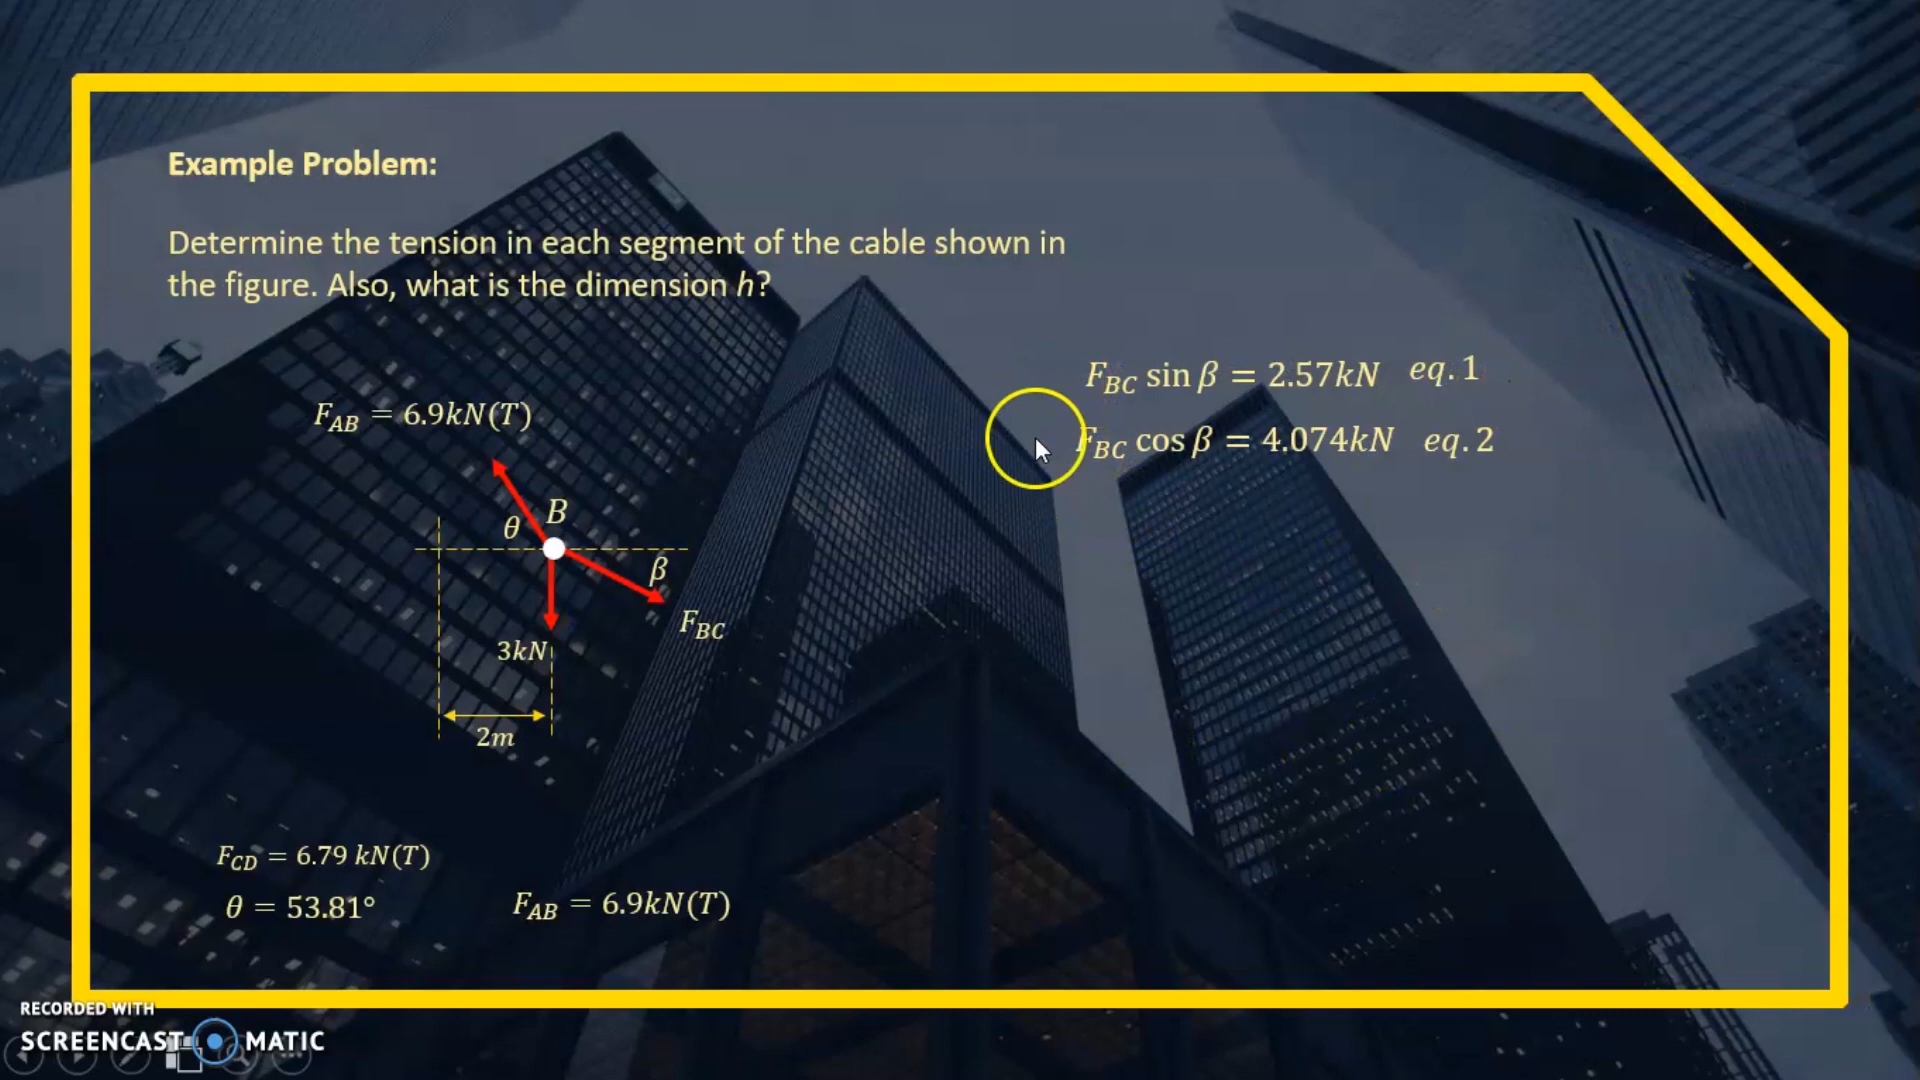 Example Problem:
Determine the tension in each segment of the cable shown in
the figure. Also, what is the dimension h?
F_BC sin β = 2.57kN eq. 1
F_BC cos β = 4.074kN eq. 2
F_AB = 6.9kN(T)
θ B
β
F_BC
3kN
2m
F_CD = 6.79 kN(T)
θ = 53.81°
F_AB = 6.9kN(T)
RECORDED WITH
SCREENCAST MATIC